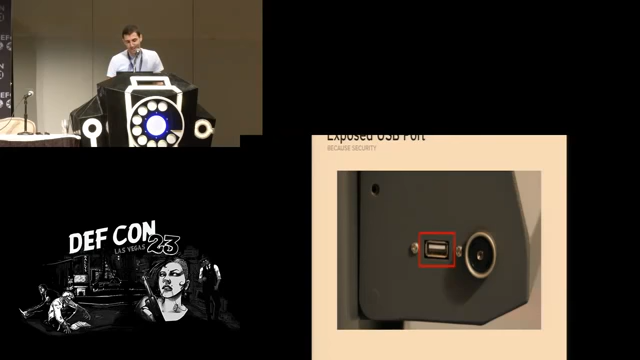 Exposed USB Port
BECAUSE SECURITY
DEF CON
LAS VEGAS 23